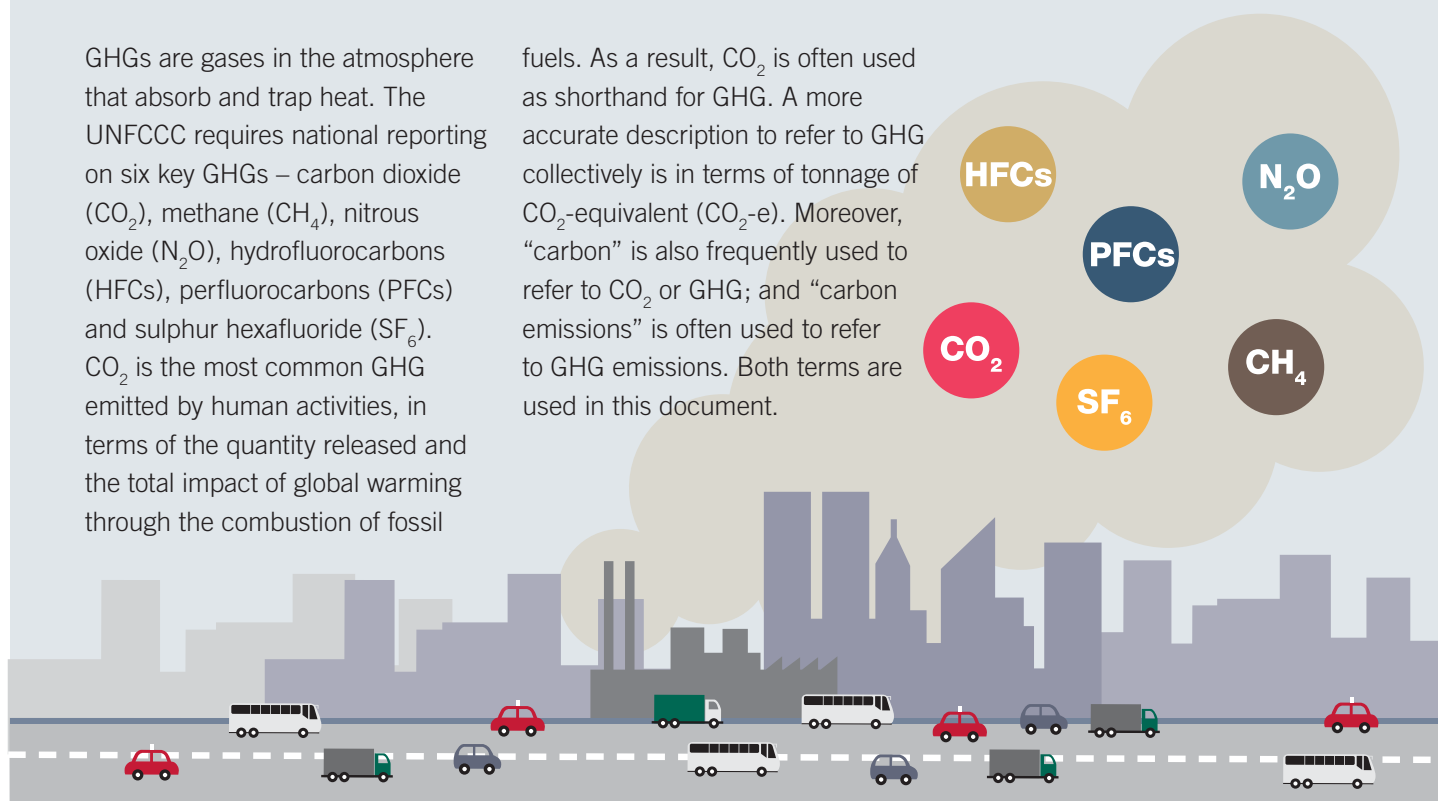 GHGs are gases in the atmosphere
that absorb and trap heat. The
UNFCCC requires national reporting
on six key GHGs – carbon dioxide
(CO₂), methane (CH₄), nitrous
oxide (N₂O), hydrofluorocarbons
(HFCs), perfluorocarbons (PFCs)
and sulphur hexafluoride (SF₆).
CO₂ is the most common GHG
emitted by human activities, in
terms of the quantity released and
the total impact of global warming
through the combustion of fossil
fuels. As a result, CO₂ is often used
as shorthand for GHG. A more
accurate description to refer to GHG
collectively is in terms of tonnage of
CO₂-equivalent (CO₂-e). Moreover,
“carbon” is also frequently used to
refer to CO₂ or GHG; and “carbon
emissions” is often used to refer
to GHG emissions. Both terms are
used in this document.
HFCs
N₂O
PFCs
CO₂
CH₄
SF₆